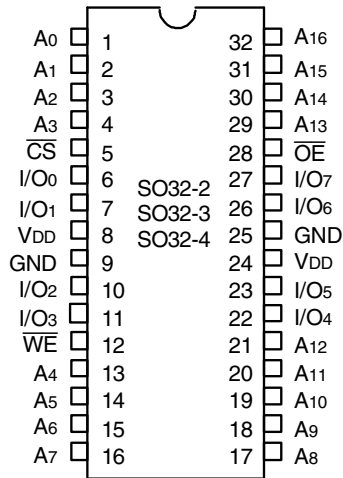 A0 1 32 A16
A1 2 31 A15
A2 3 30 A14
A3 4 29 A13
C̅S̅ 5 28 O̅E̅
I/O0 6 SO32-2 27 I/O7
I/O1 7 SO32-3 26 I/O6
VDD 8 SO32-4 25 GND
GND 9 24 VDD
I/O2 10 23 I/O5
I/O3 11 22 I/O4
W̅E̅ 12 21 A12
A4 13 20 A11
A5 14 19 A10
A6 15 18 A9
A7 16 17 A8